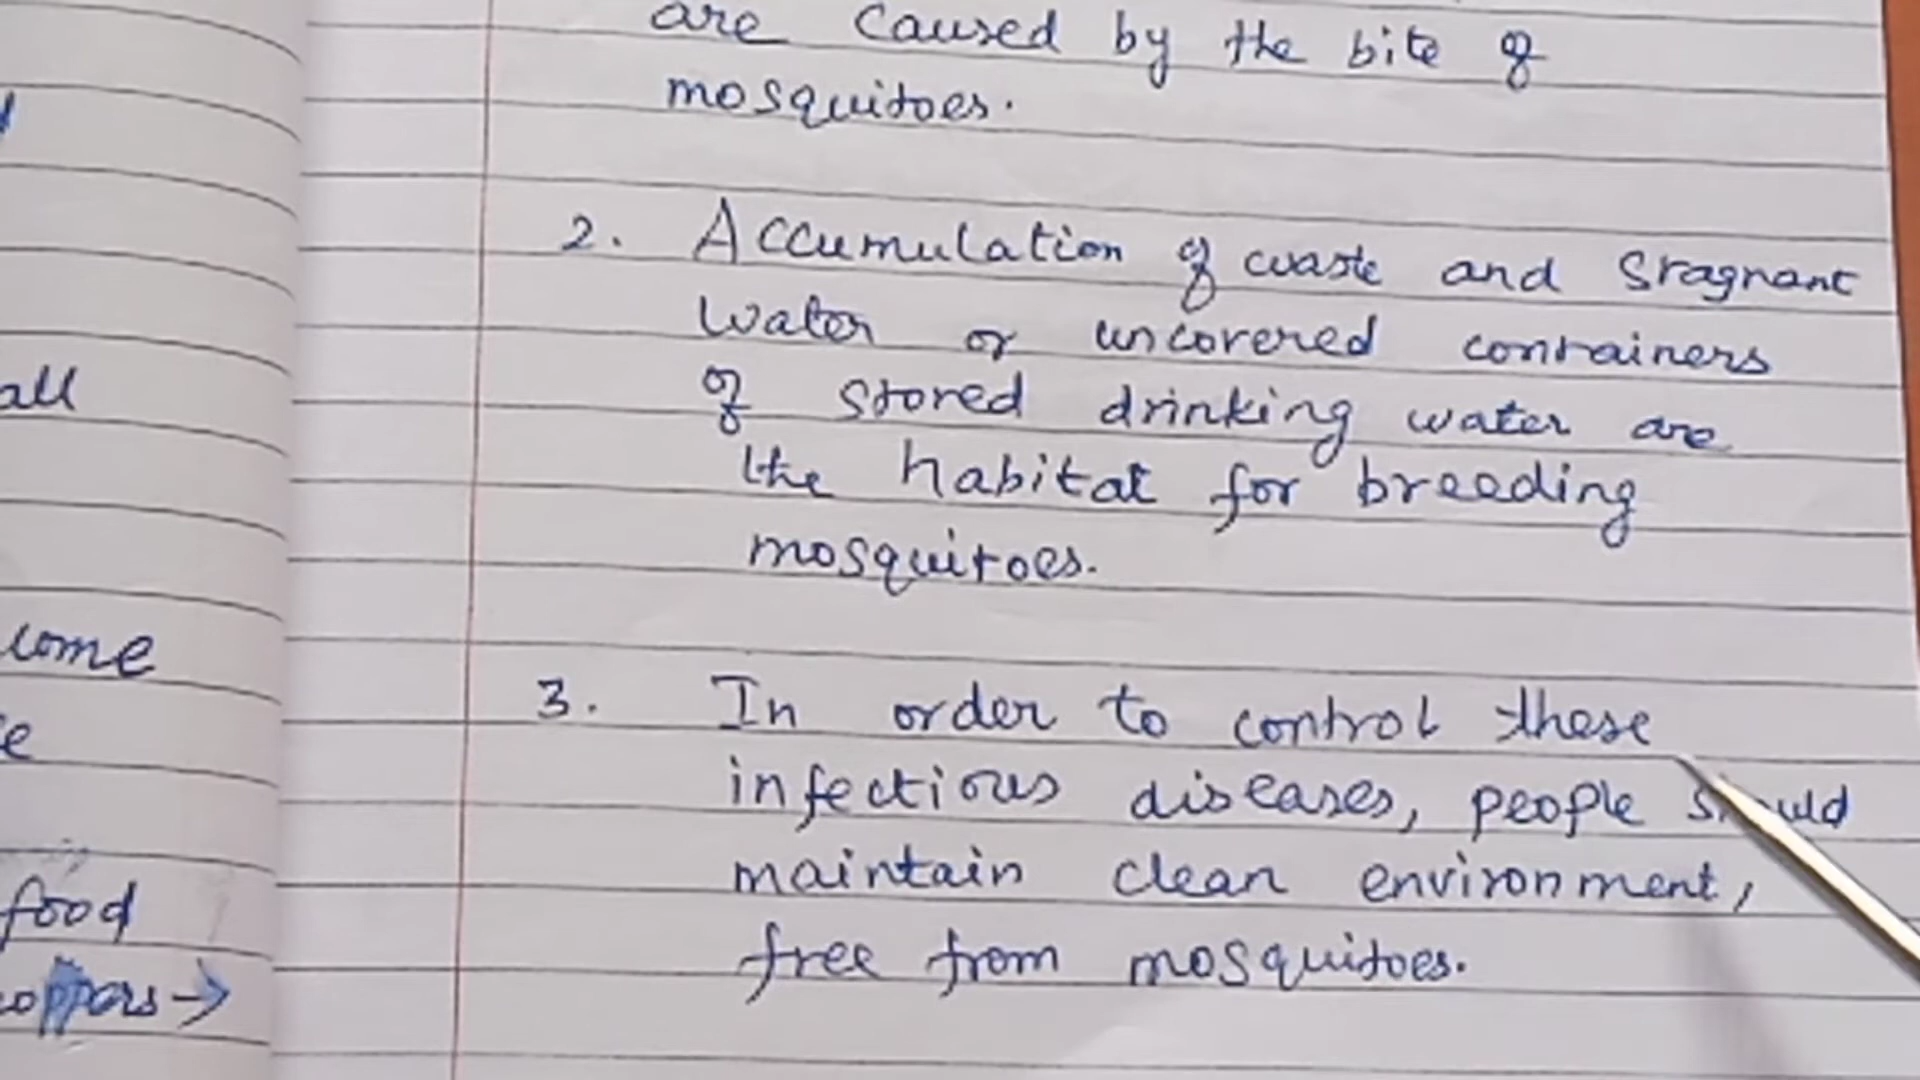 all
come
food
are caused by the bite of
mosquitoes.
2. Accumulation of waste and Sragnant
water or uncovered containers
of stored drinking water are
the habitat for breeding
mosquitoes.
3. In order to control these
infectious diseases, people should
maintain clean environment,
free from mosquitoes.